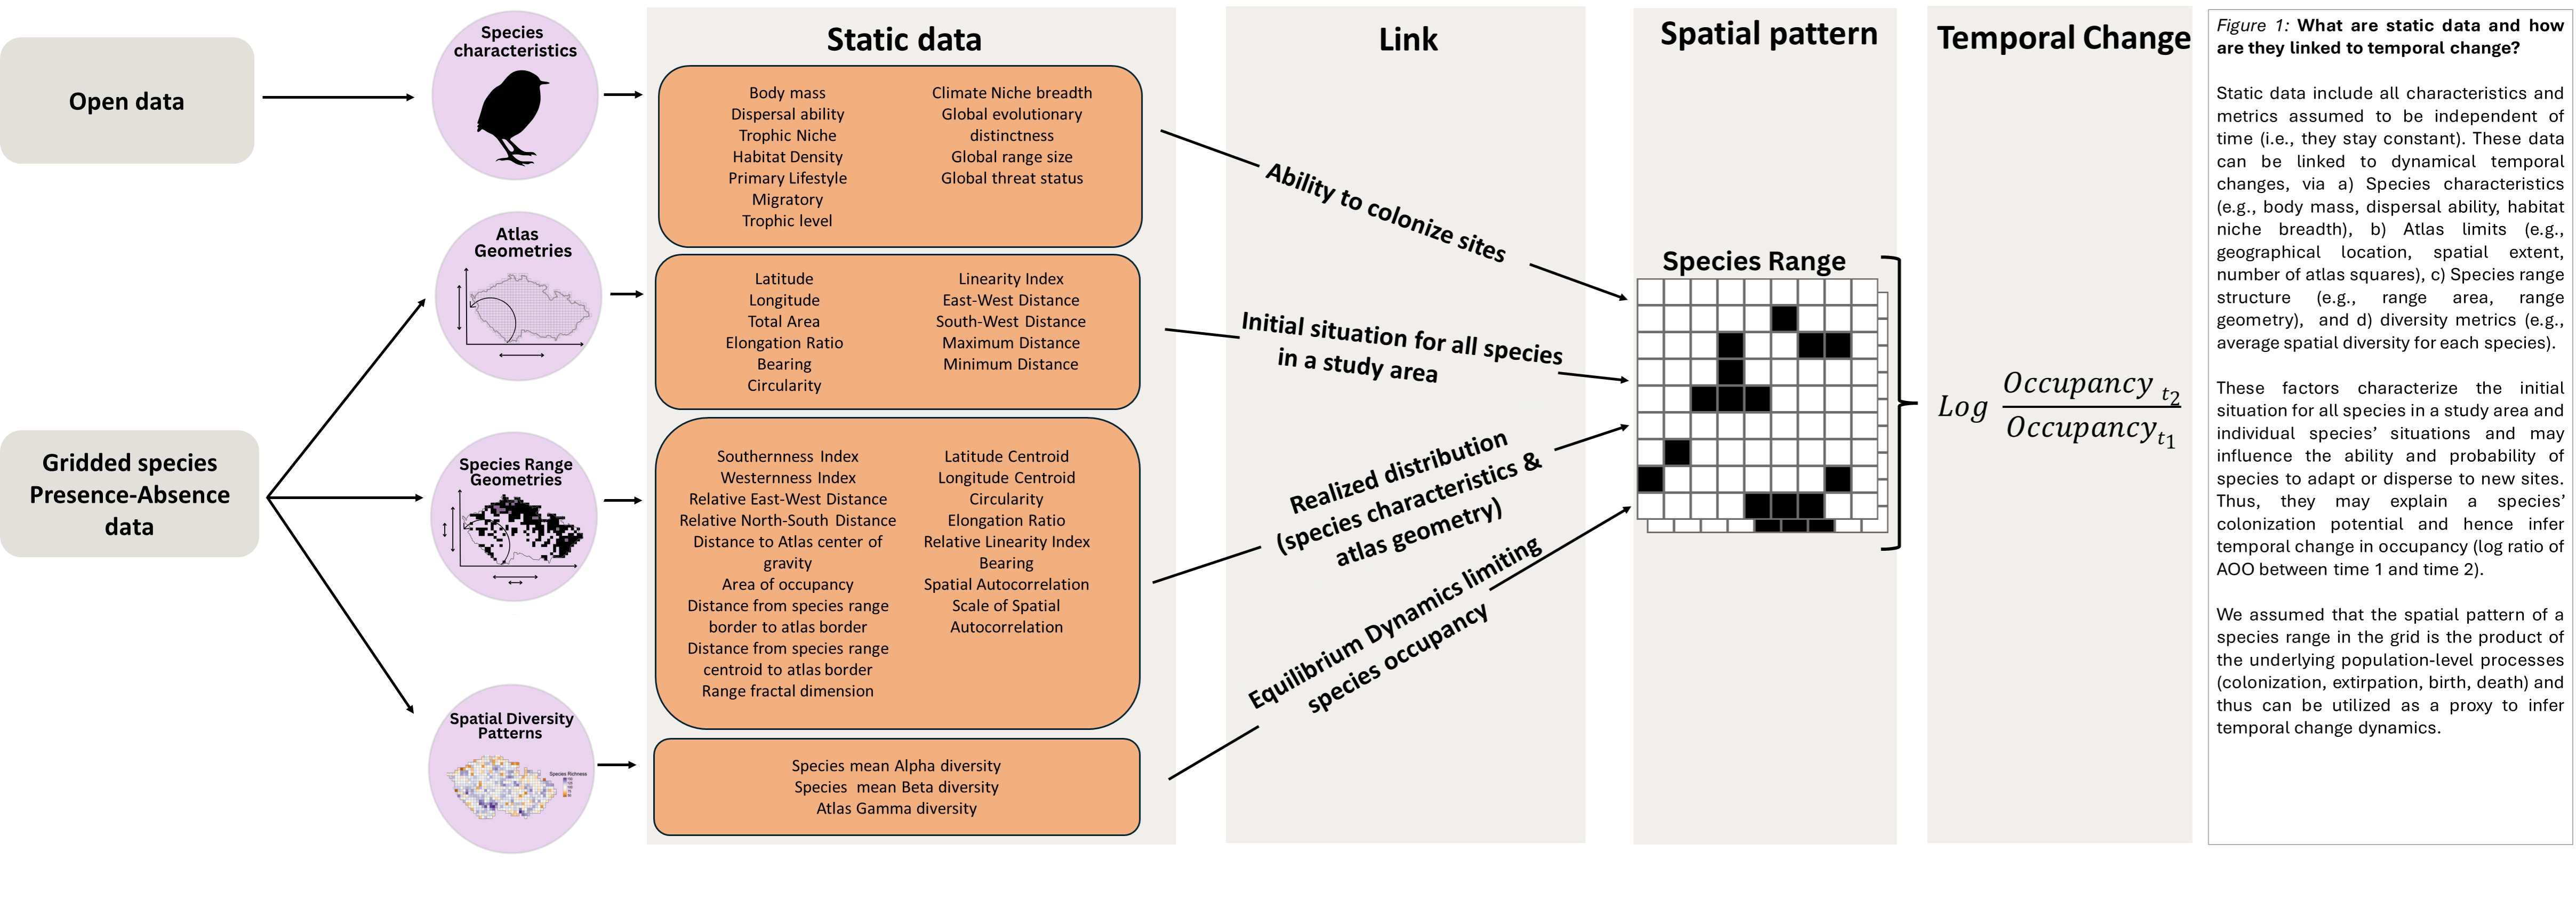 Open data
Gridded species
Presence-Absence
data
Species
characteristics
Atlas
Geometries
Species Range
Geometries
Spatial Diversity
Patterns
Species Richness
Static data
Body mass
Dispersal ability
Trophic Niche
Habitat Density
Primary Lifestyle
Migratory
Trophic level
Climate Niche breadth
Global evolutionary
distinctness
Global range size
Global threat status
Latitude
Longitude
Total Area
Elongation Ratio
Bearing
Circularity
Linearity Index
East-West Distance
South-West Distance
Maximum Distance
Minimum Distance
Southernness Index
Westernness Index
Relative East-West Distance
Relative North-South Distance
Distance to Atlas center of
gravity
Area of occupancy
Distance from species range
border to atlas border
Distance from species range
centroid to atlas border
Range fractal dimension
Latitude Centroid
Longitude Centroid
Circularity
Elongation Ratio
Relative Linearity Index
Bearing
Spatial Autocorrelation
Scale of Spatial
Autocorrelation
Species mean Alpha diversity
Species mean Beta diversity
Atlas Gamma diversity
Link
Ability to colonize sites
Initial situation for all species
in a study area
Realized distribution
(species characteristics &
atlas geometry)
Equilibrium Dynamics limiting
species occupancy
Spatial pattern
Species Range
Temporal Change
Log Occupancy t2
Occupancy t1
Figure 1: What are static data and how
are they linked to temporal change?
Static data include all characteristics and
metrics assumed to be independent of
time (i.e., they stay constant). These data
can be linked to dynamical temporal
changes, via a) Species characteristics
(e.g., body mass, dispersal ability, habitat
niche breadth), b) Atlas limits (e.g.,
geographical location, spatial extent,
number of atlas squares), c) Species range
structure (e.g., range area, range
geometry), and d) diversity metrics (e.g.,
average spatial diversity for each species).
These factors characterize the initial
situation for all species in a study area and
individual species' situations and may
influence the ability and probability of
species to adapt or disperse to new sites.
Thus, they may explain a species'
colonization potential and hence infer
temporal change in occupancy (log ratio of
AOO between time 1 and time 2).
We assumed that the spatial pattern of a
species range in the grid is the product of
the underlying population-level processes
(colonization, extirpation, birth, death) and
thus can be utilized as a proxy to infer
temporal change dynamics.